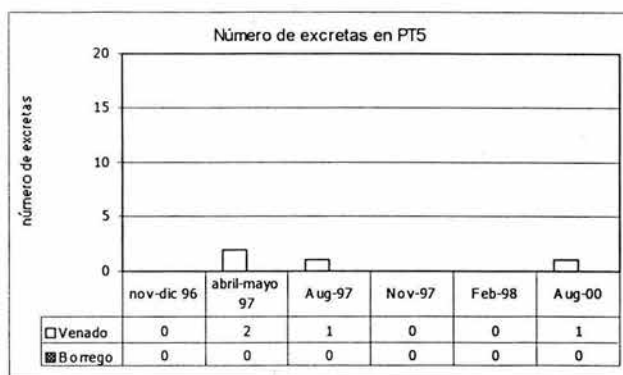 Número de excretas en PT5
número de excretas
20
15
10
5
0
nov-dic 96 abril-mayo 97 Aug-97 Nov-97 Feb-98 Aug-00
Venado 0 2 1 0 0 1
Borrego 0 0 0 0 0 0